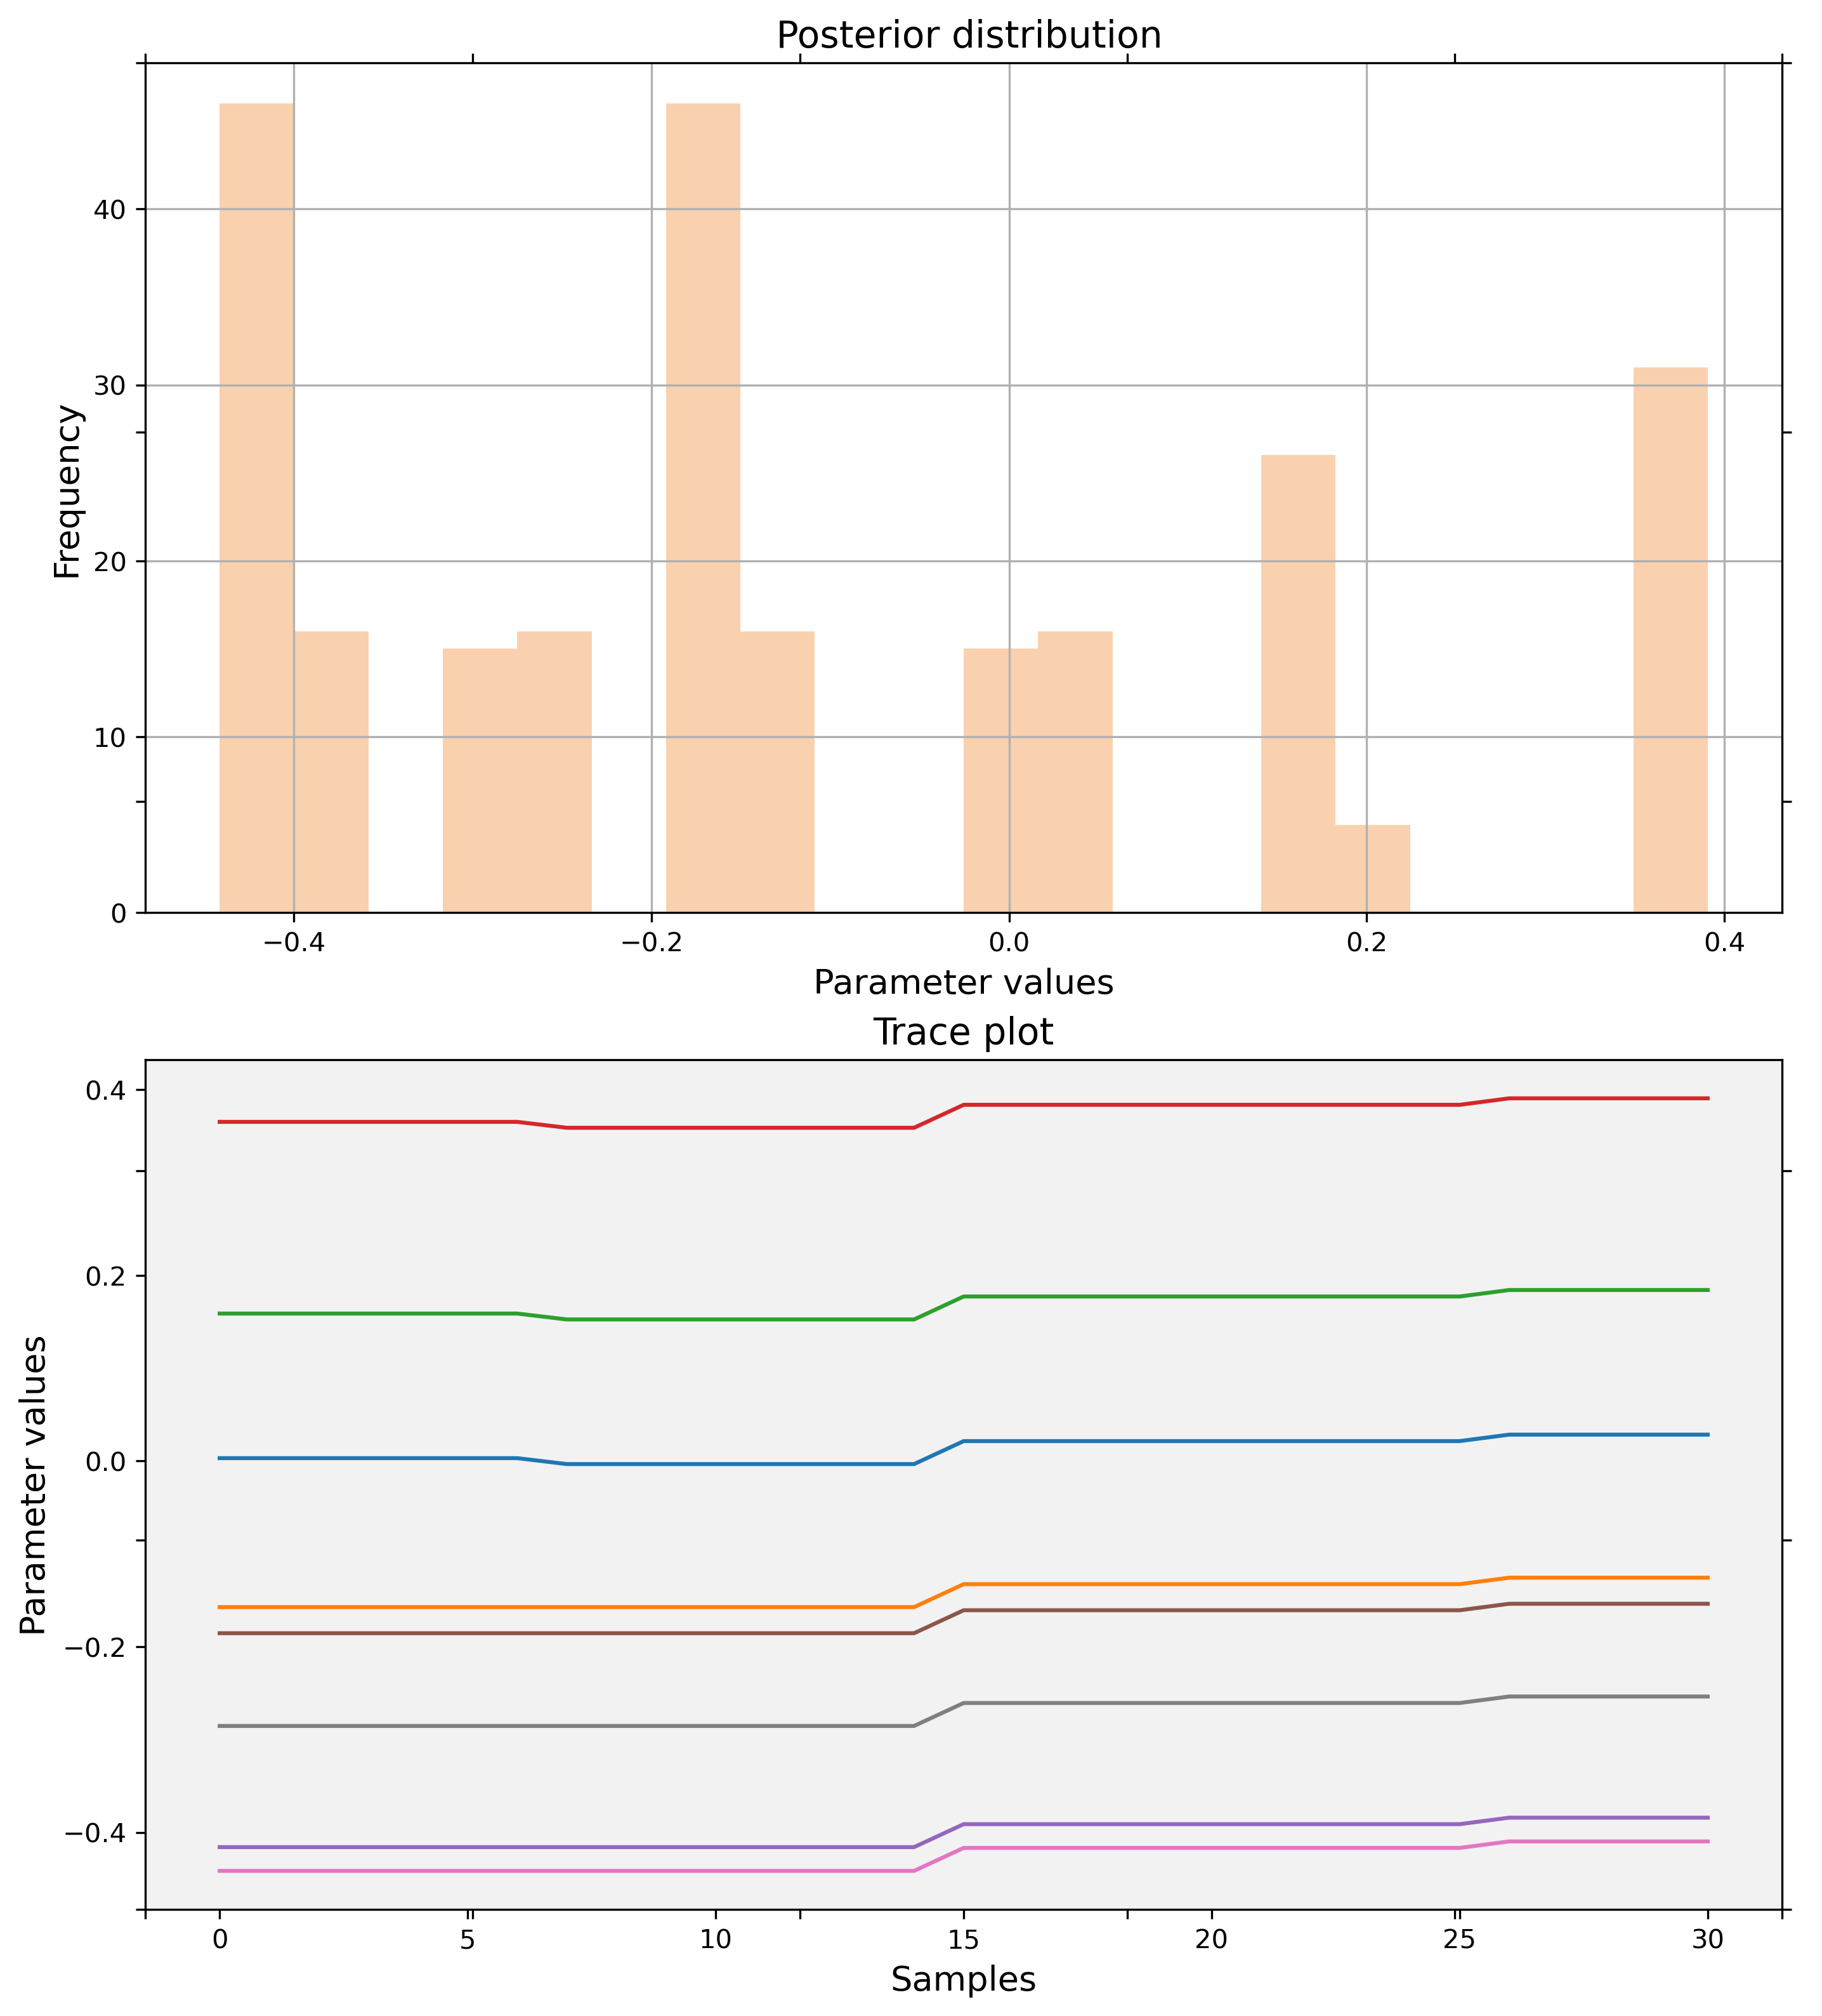 Posterior distribution
Frequency
40
30
20
10
0
−0.4 −0.2 0.0 0.2 0.4
Parameter values
Trace plot
Parameter values
0.4
0.2
0.0
−0.2
−0.4
0 5 10 15 20 25 30
Samples